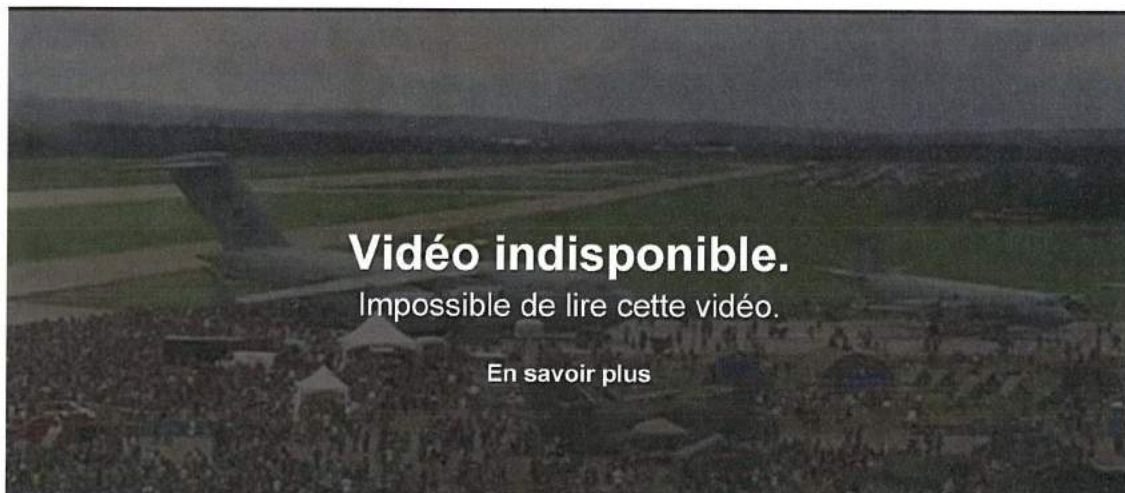 Vidéo indisponible.
Impossible de lire cette vidéo.
En savoir plus